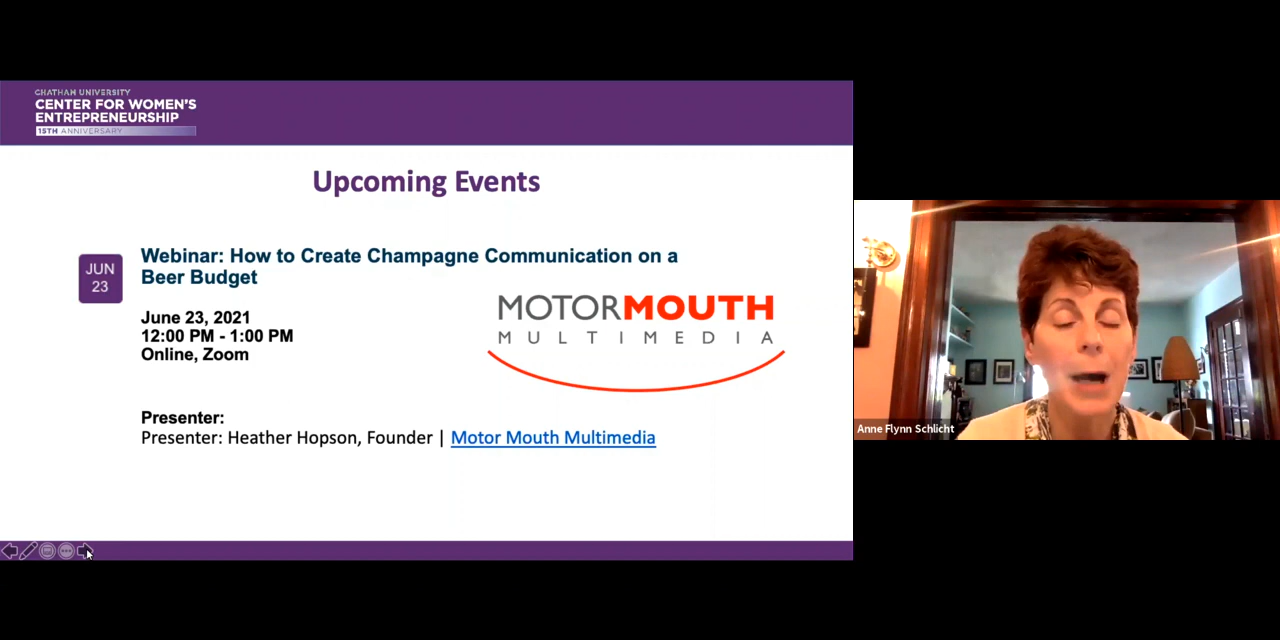 CHATHAM UNIVERSITY
CENTER FOR WOMEN'S
ENTREPRENEURSHIP
15TH ANNIVERSARY
Upcoming Events
JUN
23
Webinar: How to Create Champagne Communication on a
Beer Budget
June 23, 2021
12:00 PM - 1:00 PM
Online, Zoom
MOTORMOUTH
MULTIMEDIA
Presenter:
Presenter: Heather Hopson, Founder | Motor Mouth Multimedia
Anne Flynn Schlicht